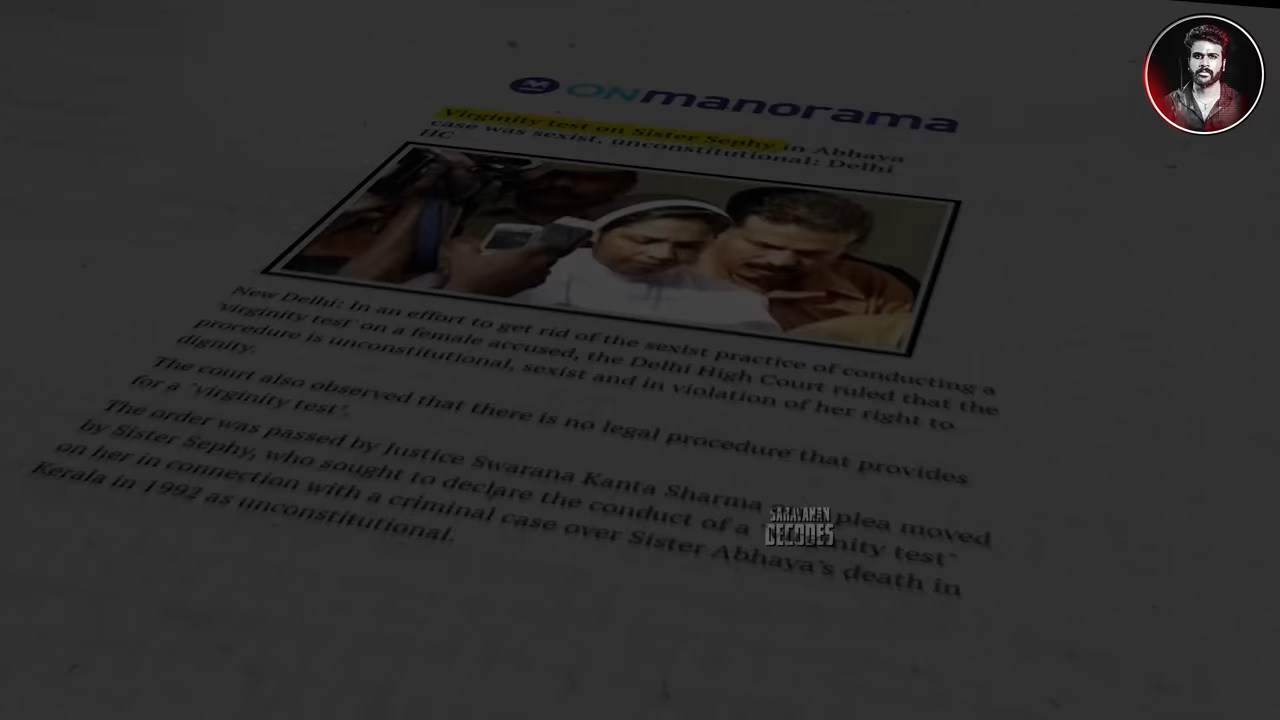 ONmanorama
Virginity test on Sister Sephy in Abhaya
case was sexist, unconstitutional: Delhi
HC
New Delhi: In an effort to get rid of the sexist practice of conducting a
'virginity test' on a female accused, the Delhi High Court ruled that the
procedure is unconstitutional, sexist and in violation of her right to
dignity.
The court also observed that there is no legal procedure that provides
for a "virginity test".
The order was passed by Justice Swarana Kanta Sharma plea moved
by Sister Sephy, who sought to declare the conduct of a nity test"
on her in connection with a criminal case over Sister Abhaya's death in
Kerala in 1992 as unconstitutional.
SARAVANAN
DECODES